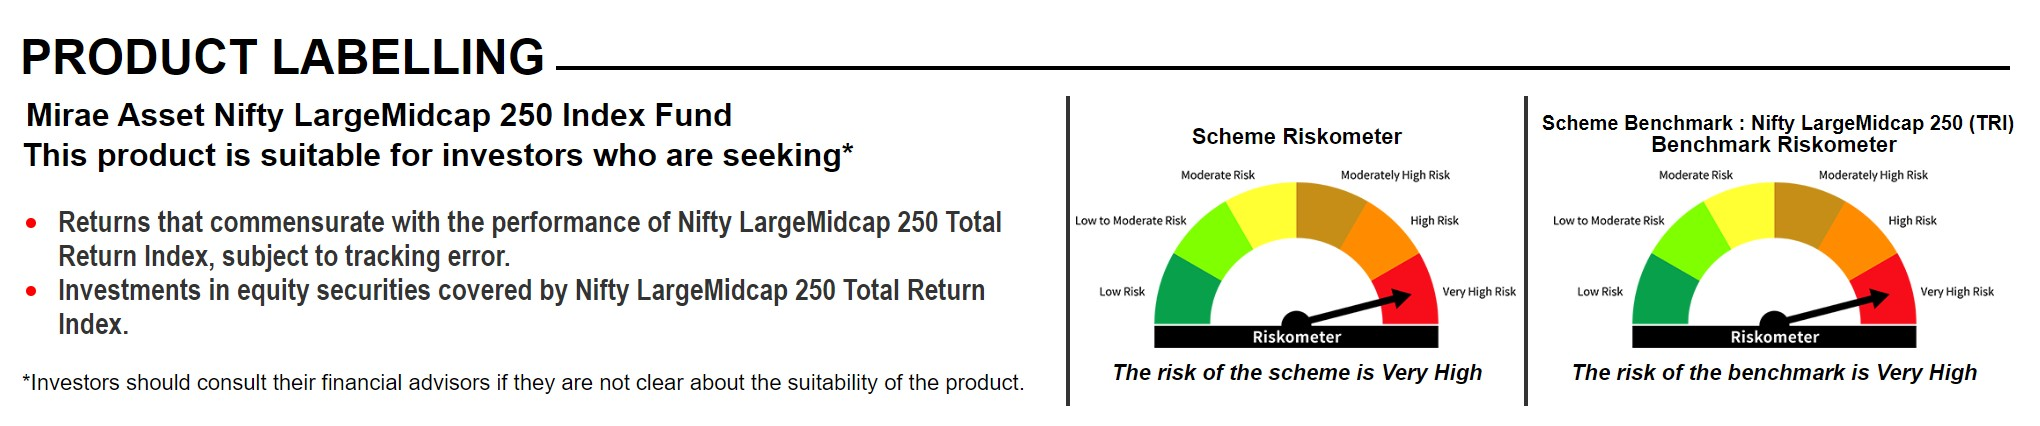 PRODUCT LABELLING
Mirae Asset Nifty LargeMidcap 250 Index Fund
This product is suitable for investors who are seeking*
• Returns that commensurate with the performance of Nifty LargeMidcap 250 Total
Return Index, subject to tracking error.
• Investments in equity securities covered by Nifty LargeMidcap 250 Total Return
Index.
*Investors should consult their financial advisors if they are not clear about the suitability of the product.
Scheme Riskometer
Moderate Risk
Moderately High Risk
Low to Moderate Risk
High Risk
Low Risk
Very High Risk
Riskometer
The risk of the scheme is Very High
Scheme Benchmark : Nifty LargeMidcap 250 (TRI)
Benchmark Riskometer
Moderate Risk
Moderately High Risk
Low to Moderate Risk
High Risk
Low Risk
Very High Risk
Riskometer
The risk of the benchmark is Very High